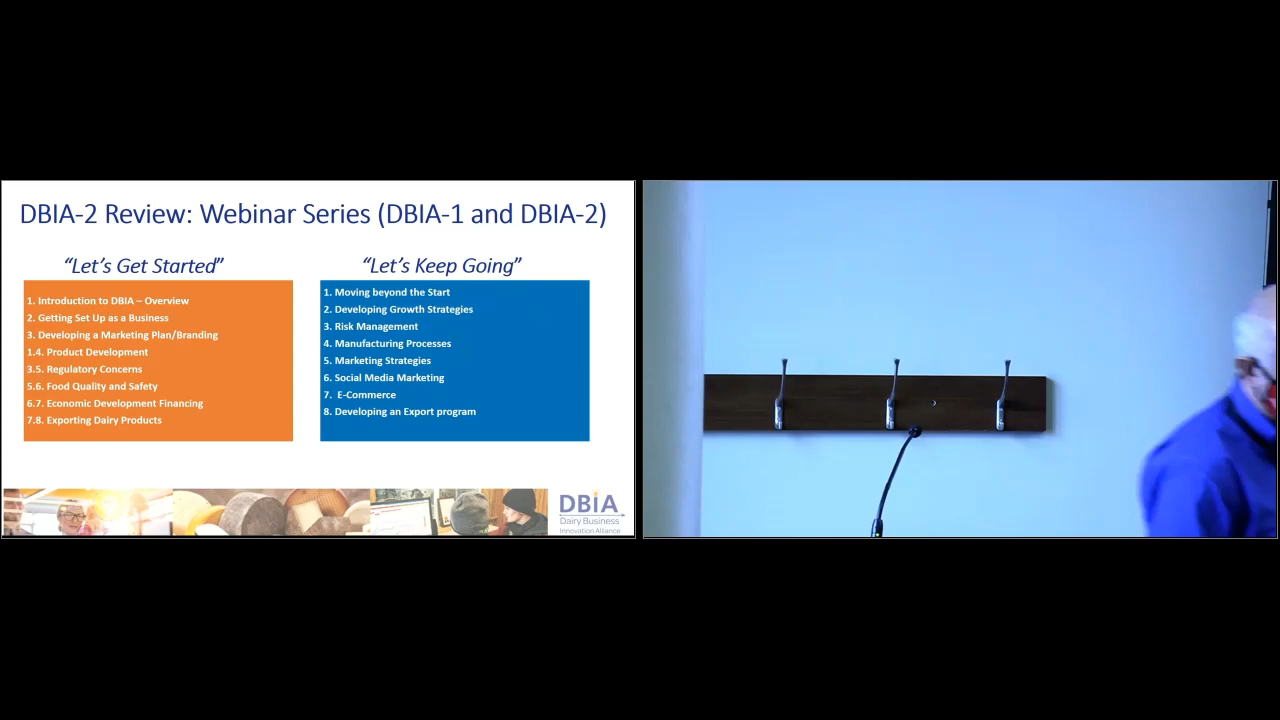 DBIA-2 Review: Webinar Series (DBIA-1 and DBIA-2)
“Let’s Get Started”
1. Introduction to DBIA – Overview
2. Getting Set Up as a Business
3. Developing a Marketing Plan/Branding
1.4. Product Development
3.5. Regulatory Concerns
5.6. Food Quality and Safety
6.7. Economic Development Financing
7.8. Exporting Dairy Products
“Let’s Keep Going”
1. Moving beyond the Start
2. Developing Growth Strategies
3. Risk Management
4. Manufacturing Processes
5. Marketing Strategies
6. Social Media Marketing
7. E-Commerce
8. Developing an Export program
DBiA
Dairy Business
Innovation Alliance